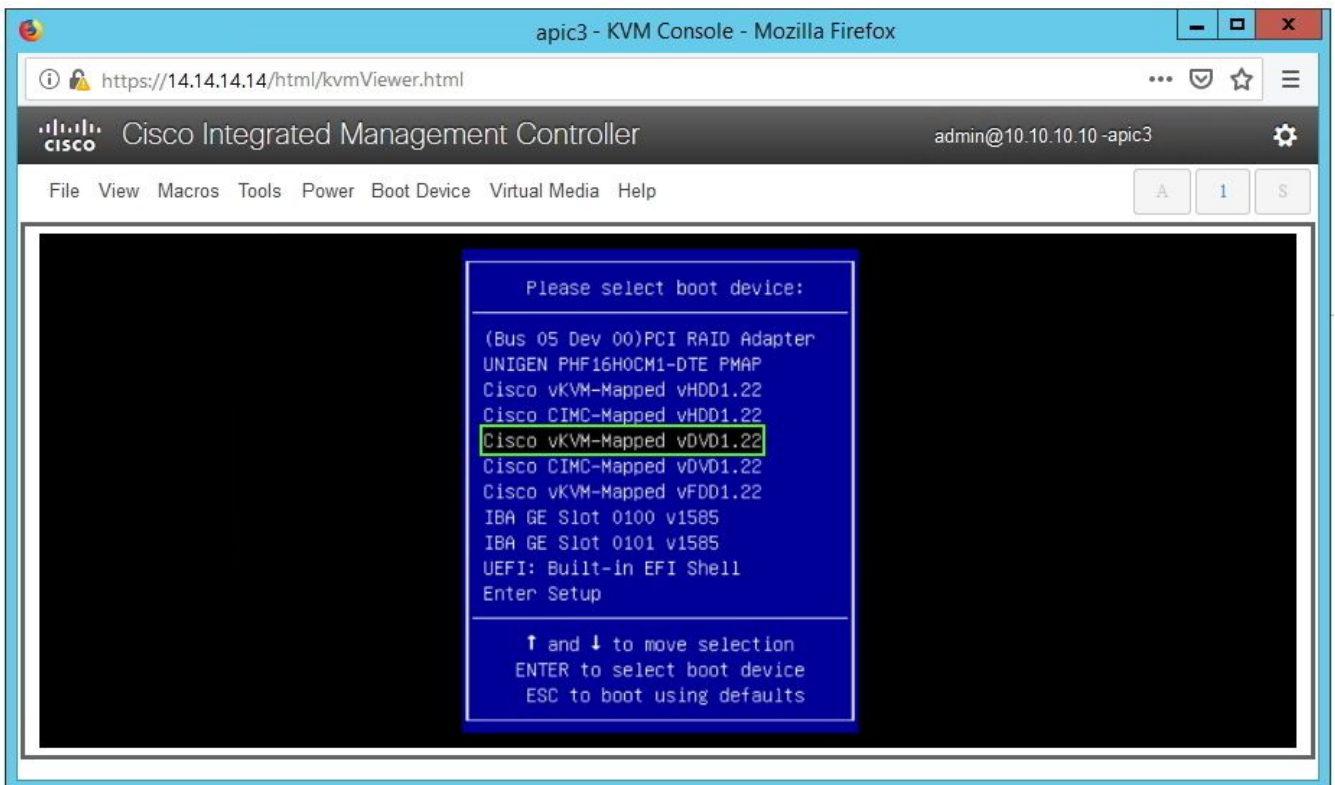 apic3 - KVM Console - Mozilla Firefox
https://14.14.14.14/html/kvmViewer.html
CISCO Cisco Integrated Management Controller admin@10.10.10.10 -apic3
File View Macros Tools Power Boot Device Virtual Media Help A 1 S
Please select boot device:
(Bus 05 Dev 00)PCI RAID Adapter
UNIGEN PHF16H0CM1-DTE PMAP
Cisco vKVM-Mapped vHDD1.22
Cisco CIMC-Mapped vHDD1.22
Cisco vKVM-Mapped vDVD1.22
Cisco CIMC-Mapped vDVD1.22
Cisco vKVM-Mapped vFDD1.22
IBA GE Slot 0100 v1585
IBA GE Slot 0101 v1585
UEFI: Built-in EFI Shell
Enter Setup
↑ and ↓ to move selection
ENTER to select boot device
ESC to boot using defaults